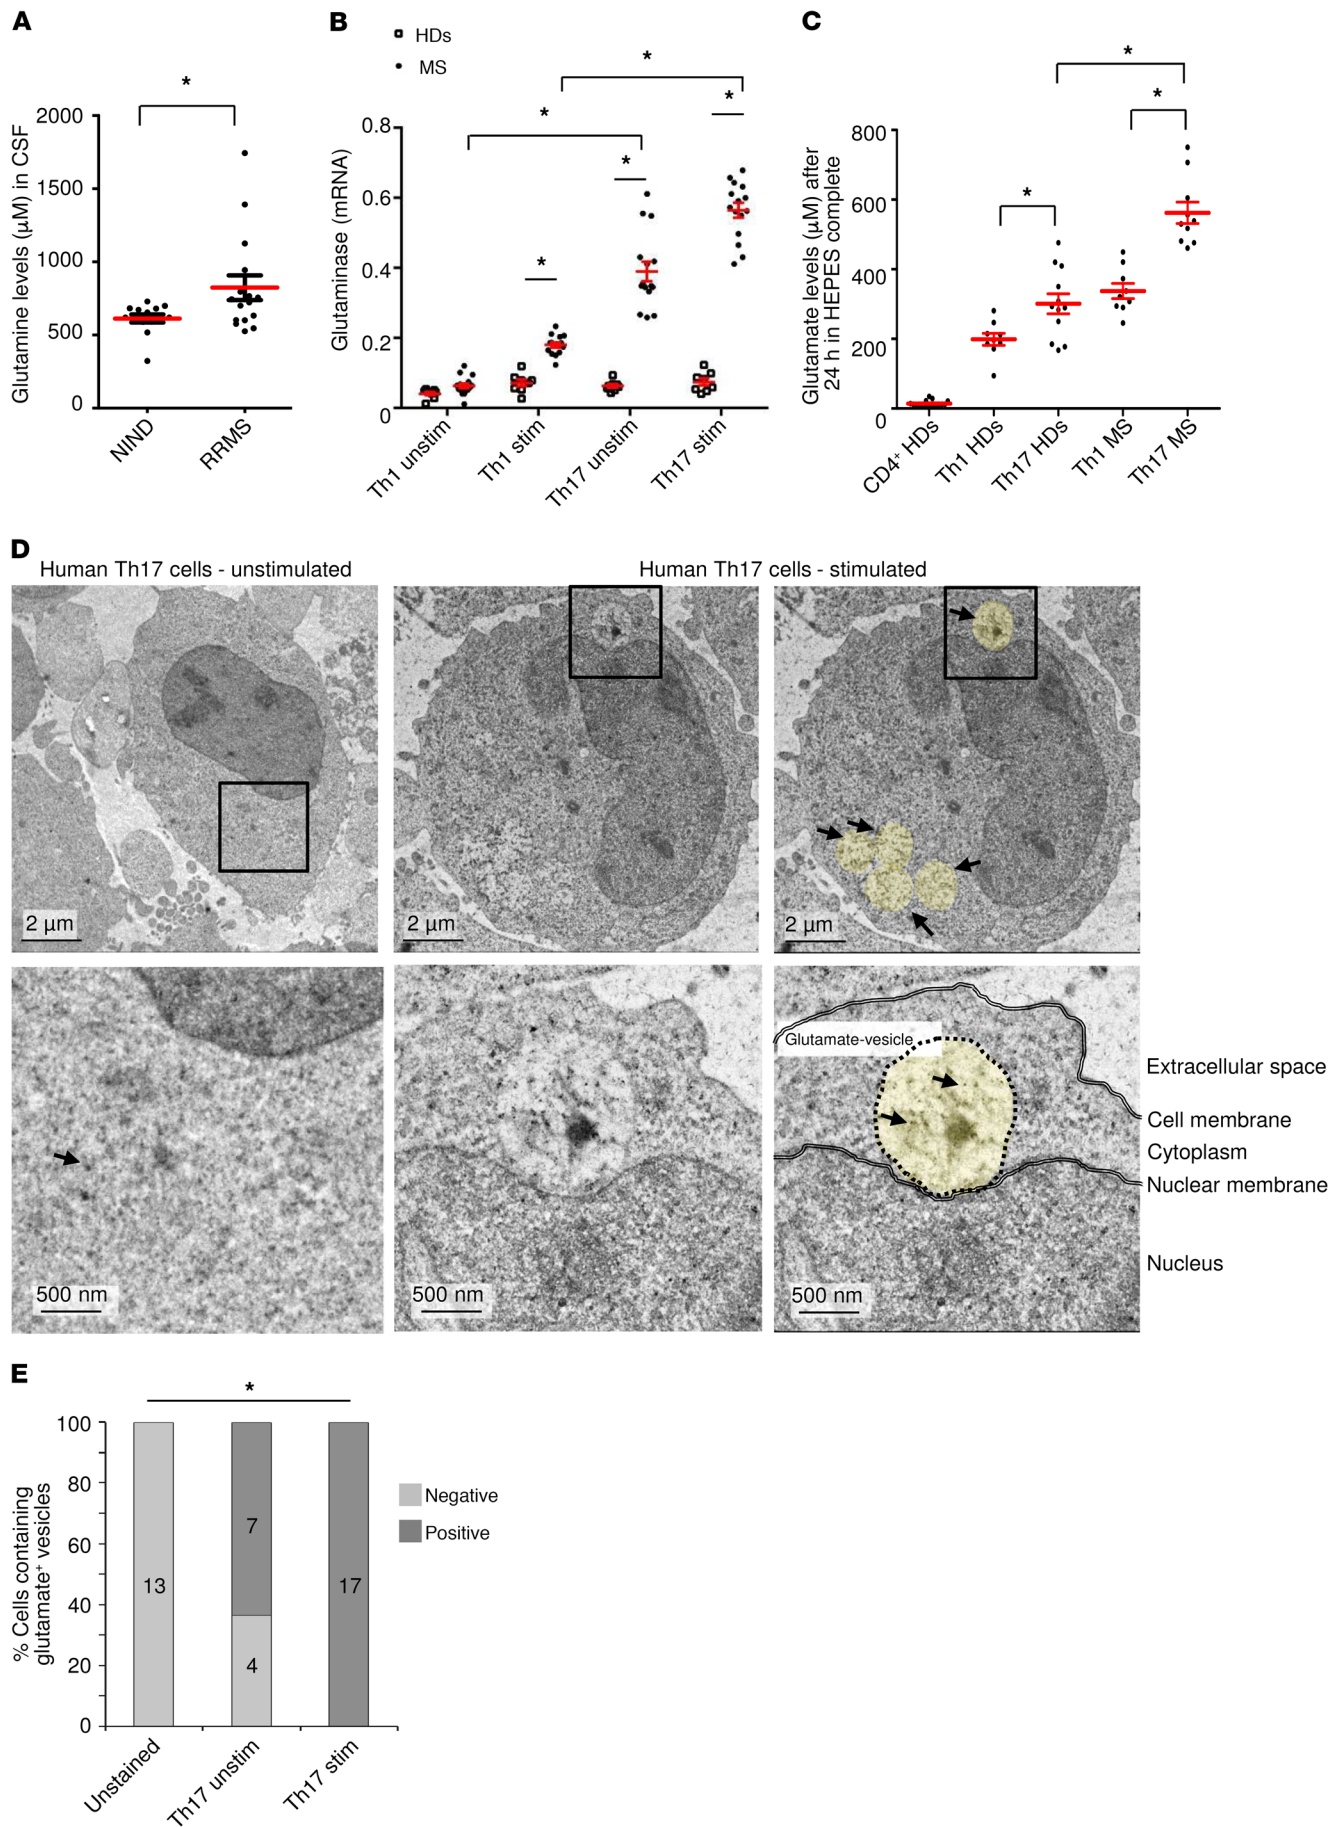 A
*
Glutamine levels (µM) in CSF
2000
1500
1000
500
0
NIND
RRMS
B
HDs
MS
*
*
*
*
*
Glutaminase (mRNA)
0.8
0.6
0.4
0.2
0
Th1 unstim
Th1 stim
Th17 unstim
Th17 stim
C
*
*
*
Glutamate levels (µM) after
24 h in HEPES complete
800
600
400
200
0
CD4⁺ HDs
Th1 HDs
Th17 HDs
Th1 MS
Th17 MS
D
Human Th17 cells - unstimulated
Human Th17 cells - stimulated
2 µm
2 µm
2 µm
Glutamate-vesicle
Extracellular space
Cell membrane
Cytoplasm
Nuclear membrane
Nucleus
500 nm
500 nm
500 nm
E
*
% Cells containing
glutamate⁺ vesicles
100
80
60
40
20
0
13
7
4
17
Negative
Positive
Unstained
Th17 unstim
Th17 stim